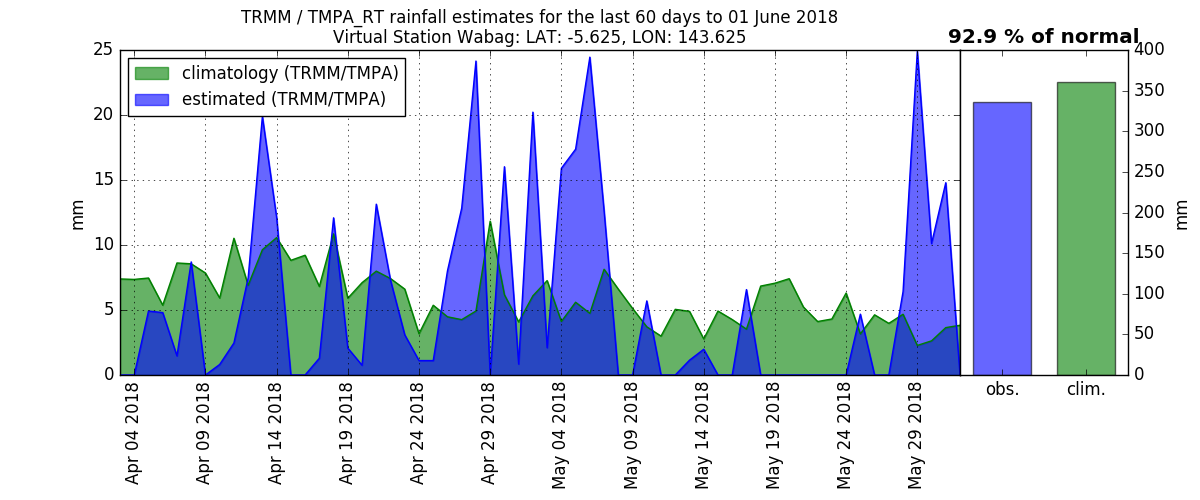 TRMM / TMPA_RT rainfall estimates for the last 60 days to 01 June 2018
Virtual Station Wabag: LAT: -5.625, LON: 143.625
92.9 % of normal
climatology (TRMM/TMPA)
estimated (TRMM/TMPA)
25
20
15
10
5
0
mm
400
350
300
250
200
150
100
50
0
mm
obs.
clim.
Apr 04 2018
Apr 09 2018
Apr 14 2018
Apr 19 2018
Apr 24 2018
Apr 29 2018
May 04 2018
May 09 2018
May 14 2018
May 19 2018
May 24 2018
May 29 2018